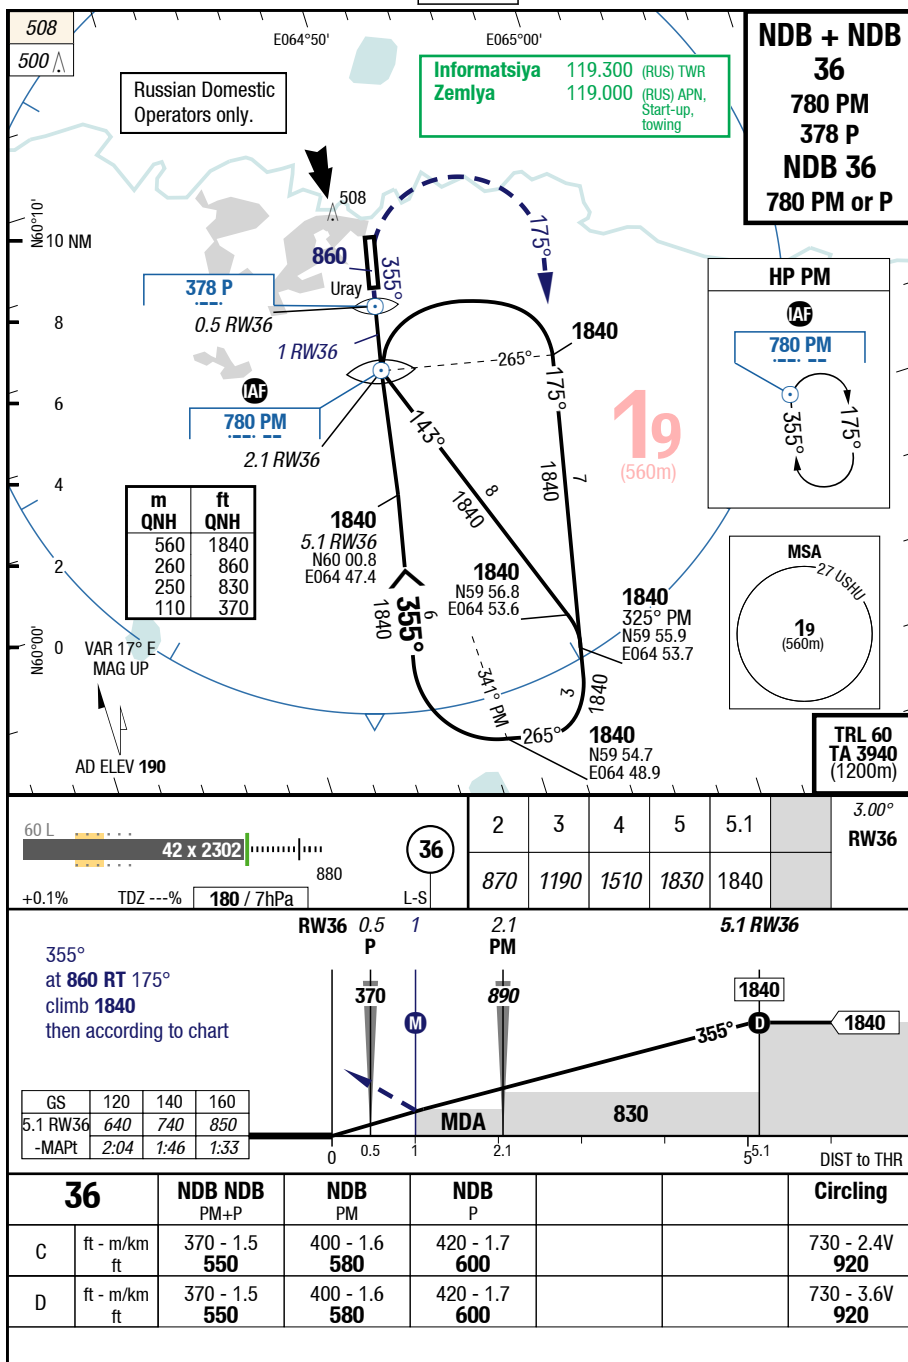 508
500
E064°50'
E065°00'
Russian Domestic
Operators only.
Informatsiya 119.300 (RUS) TWR
Zemlya 119.000 (RUS) APN,
Start-up,
towing
NDB + NDB
36
780 PM
378 P
NDB 36
780 PM or P
N60°10'
10 NM
8
6
4
2
0
N60°00'
508
860
355°
175°
Uray
378 P
0.5 RW36
1 RW36
IAF
780 PM
2.1 RW36
1840
265°
175°
143°
7
1840
8
1840
19
(560m)
HP PM
IAF
780 PM
355°
175°
m ft
QNH QNH
560 1840
260 860
250 830
110 370
1840
5.1 RW36
N60 00.8
E064 47.4
1840
N59 56.8
E064 53.6
1840
325° PM
N59 55.9
E064 53.7
355°
6
1840
341° PM
3
1840
265°
1840
N59 54.7
E064 48.9
MSA
27 USHU
19
(560m)
VAR 17° E
MAG UP
AD ELEV 190
TRL 60
TA 3940
(1200m)
60 L
42 x 2302
880
+0.1% TDZ ---% 180 / 7hPa
36
L-S
2 3 4 5 5.1 3.00°
RW36
870 1190 1510 1830 1840
RW36 0.5 1 2.1 5.1 RW36
P PM
355°
at 860 RT 175°
climb 1840
then according to chart
370 890 1840
M 355° D 1840
MDA 830
GS 120 140 160
5.1 RW36 640 740 850
-MAPt 2:04 1:46 1:33
0 0.5 1 2.1 5 5.1 DIST to THR
36 NDB NDB NDB NDB Circling
PM+P PM P
C ft - m/km 370 - 1.5 400 - 1.6 420 - 1.7 730 - 2.4V
ft 550 580 600 920
D ft - m/km 370 - 1.5 400 - 1.6 420 - 1.7 730 - 3.6V
ft 550 580 600 920